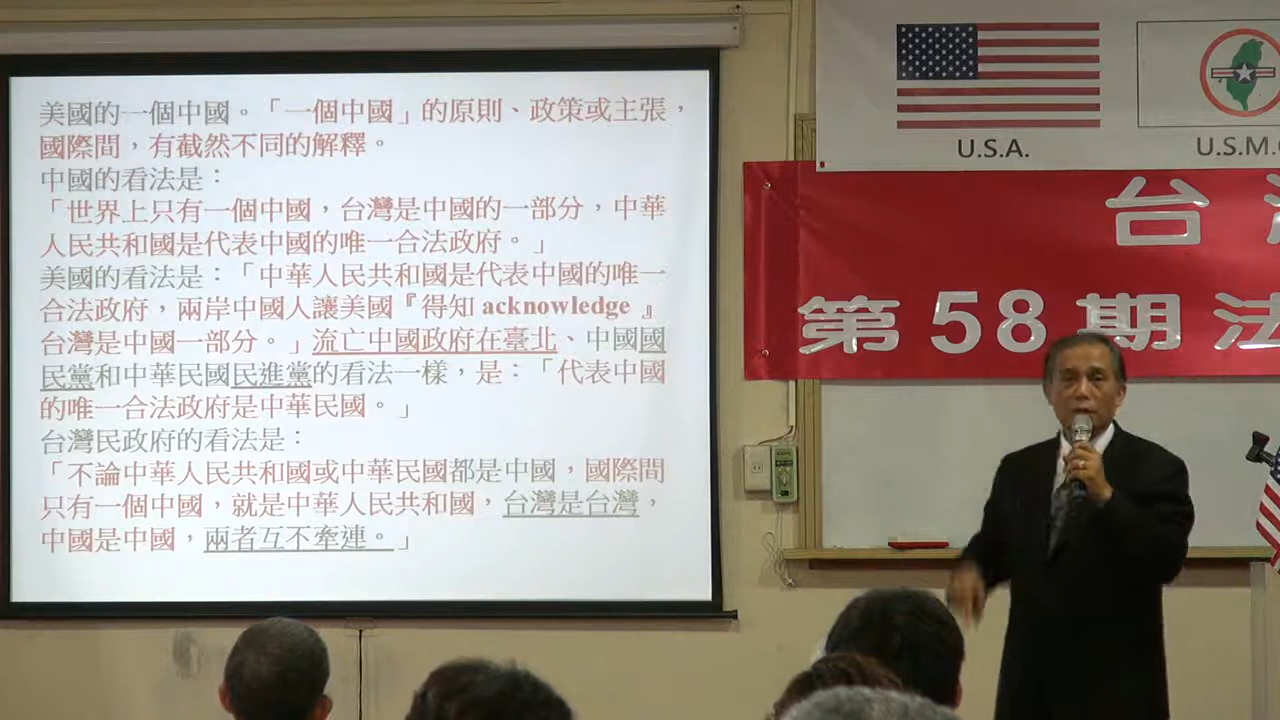 美國的一個中國。「一個中國」的原則、政策或主張，
國際間，有截然不同的解釋。
中國的看法是：
「世界上只有一個中國，台灣是中國的一部分，中華
人民共和國是代表中國的唯一合法政府。」
美國的看法是：「中華人民共和國是代表中國的唯一
合法政府，兩岸中國人讓美國『得知 acknowledge 』
台灣是中國一部分。」流亡中國政府在臺北、中國國
民黨和中華民國民進黨的看法一樣，是：「代表中國
的唯一合法政府是中華民國。」
台灣民政府的看法是：
「不論中華人民共和國或中華民國都是中國，國際間
只有一個中國，就是中華人民共和國，台灣是台灣，
中國是中國，兩者互不牽連。」
U.S.A.
U.S.M.
台
第58期法